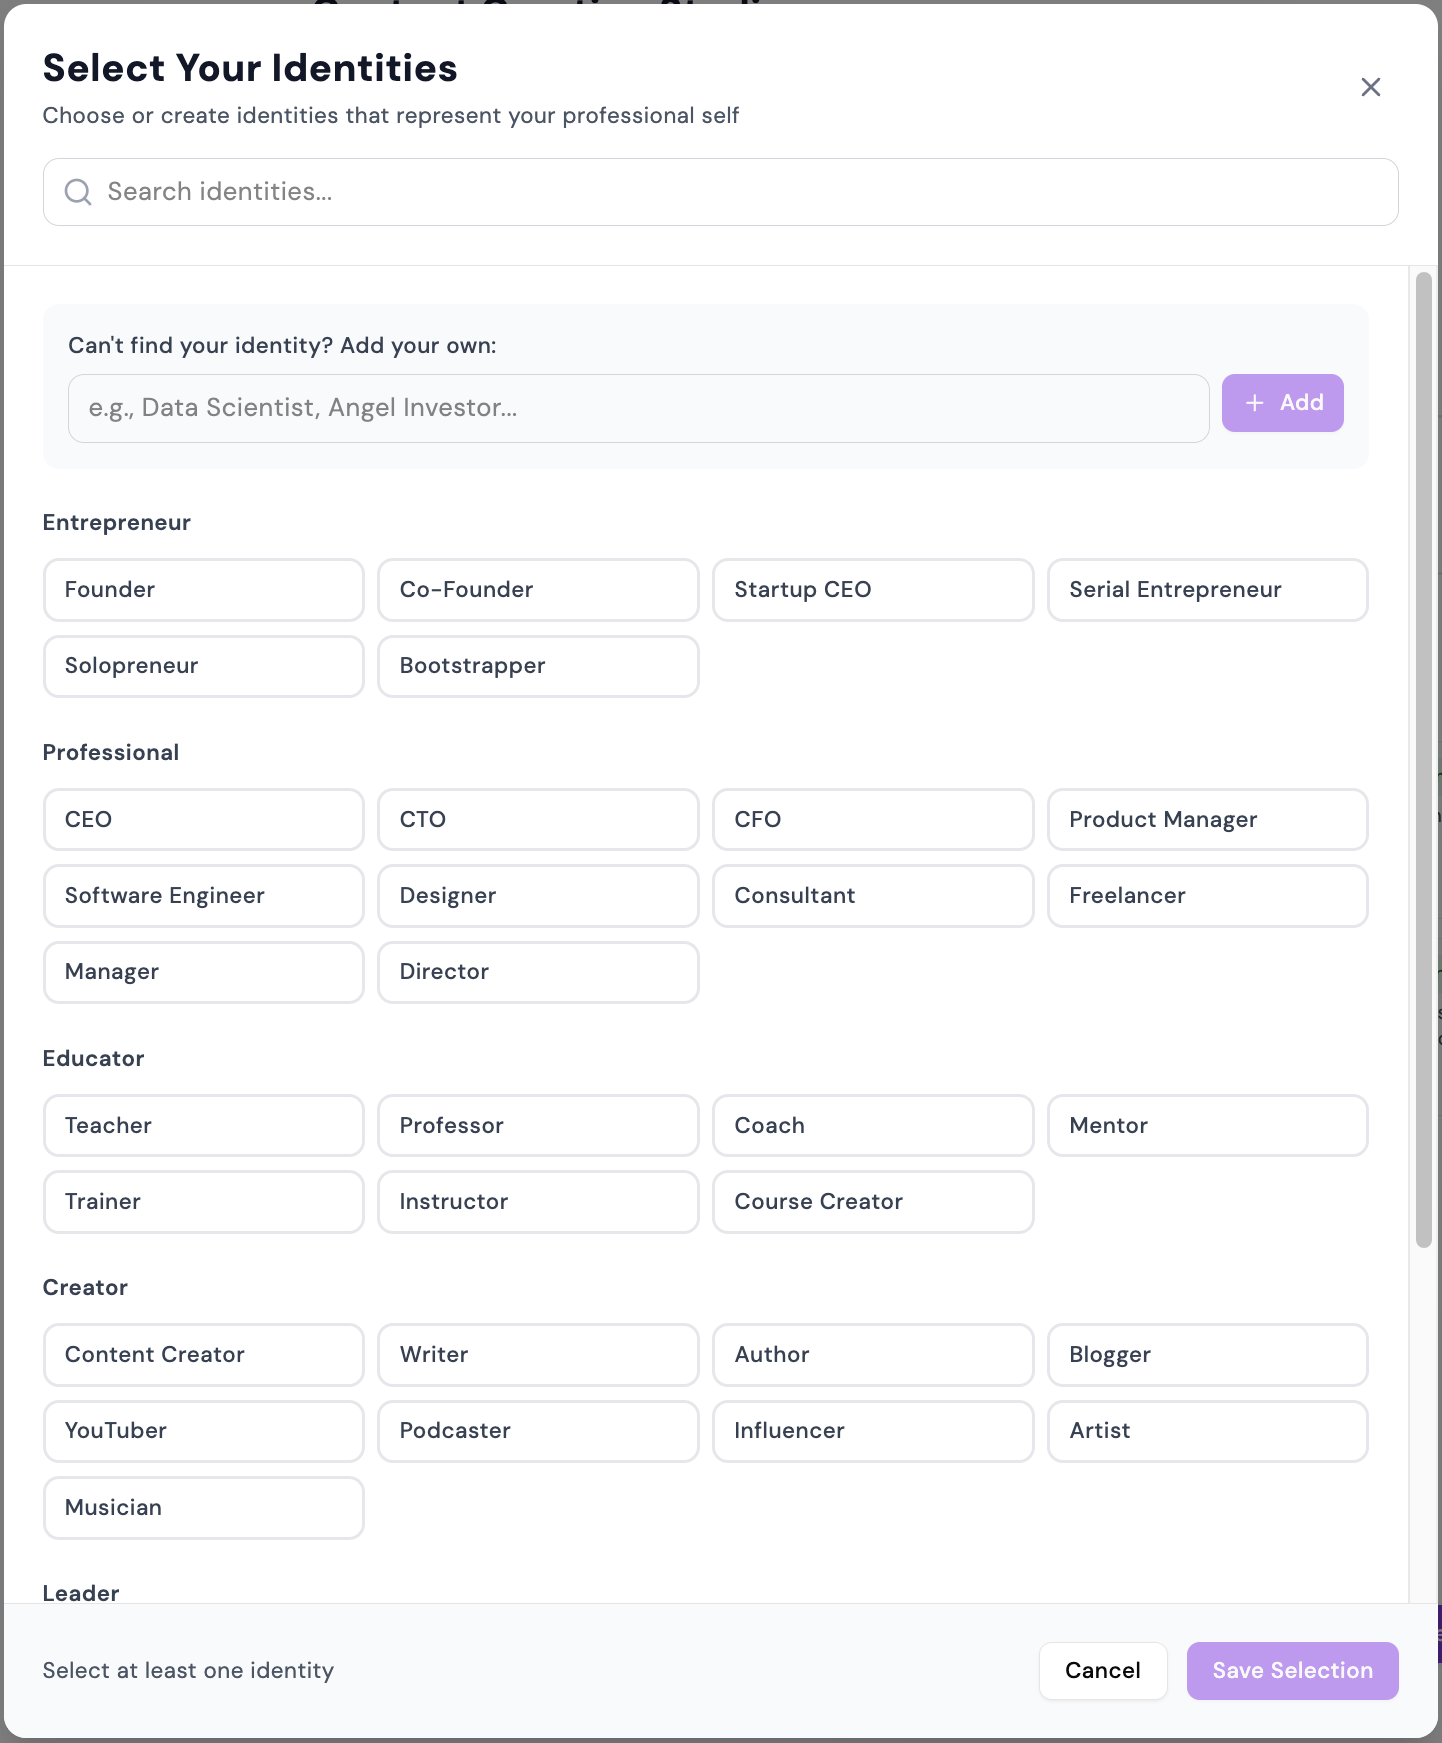 Select Your Identities
Choose or create identities that represent your professional self
Search identities...
Can't find your identity? Add your own:
e.g., Data Scientist, Angel Investor...
+ Add
Entrepreneur
Founder
Co-Founder
Startup CEO
Serial Entrepreneur
Solopreneur
Bootstrapper
Professional
CEO
CTO
CFO
Product Manager
Software Engineer
Designer
Consultant
Freelancer
Manager
Director
Educator
Teacher
Professor
Coach
Mentor
Trainer
Instructor
Course Creator
Creator
Content Creator
Writer
Author
Blogger
YouTuber
Podcaster
Influencer
Artist
Musician
Leader
Select at least one identity
Cancel
Save Selection